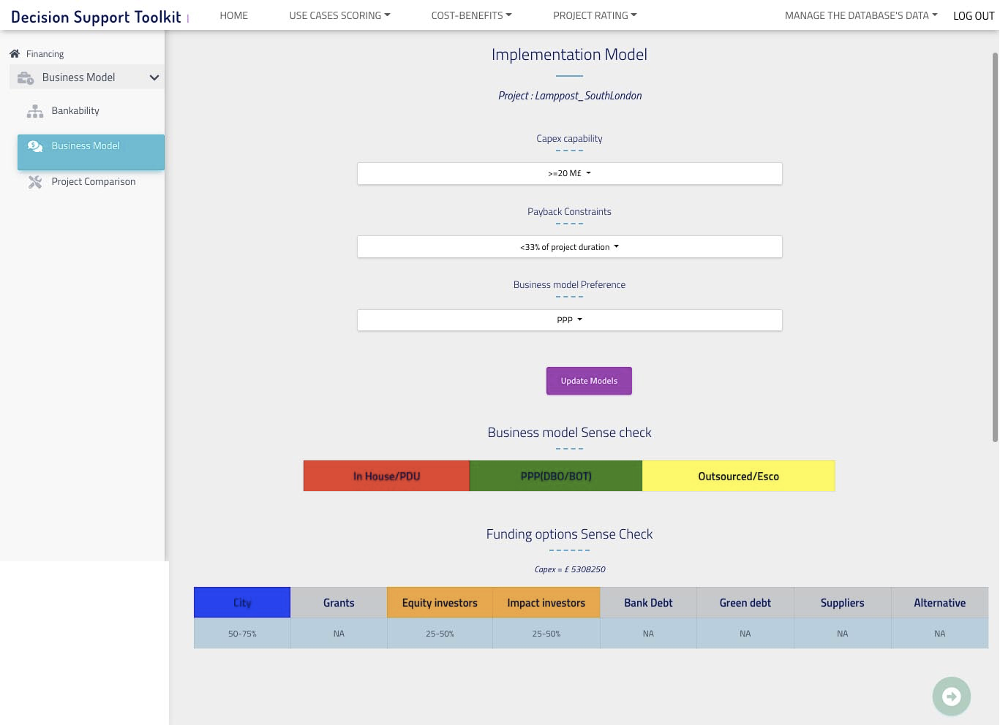 Decision Support Toolkit | HOME USE CASES SCORING COST-BENEFITS PROJECT RATING MANAGE THE DATABASE'S DATA LOG OUT
Financing
Business Model
Bankability
Business Model
Project Comparison
Implementation Model
Project : Lamppost_SouthLondon
Capex capability
>=20 M£
Payback Constraints
<33% of project duration
Business model Preference
PPP
Update Models
Business model Sense check
In House/PDU PPP(DBO/BOT) Outsourced/Esco
Funding options Sense Check
Capex = £ 5308250
City Grants Equity investors Impact investors Bank Debt Green debt Suppliers Alternative
50-75% NA 25-50% 25-50% NA NA NA NA